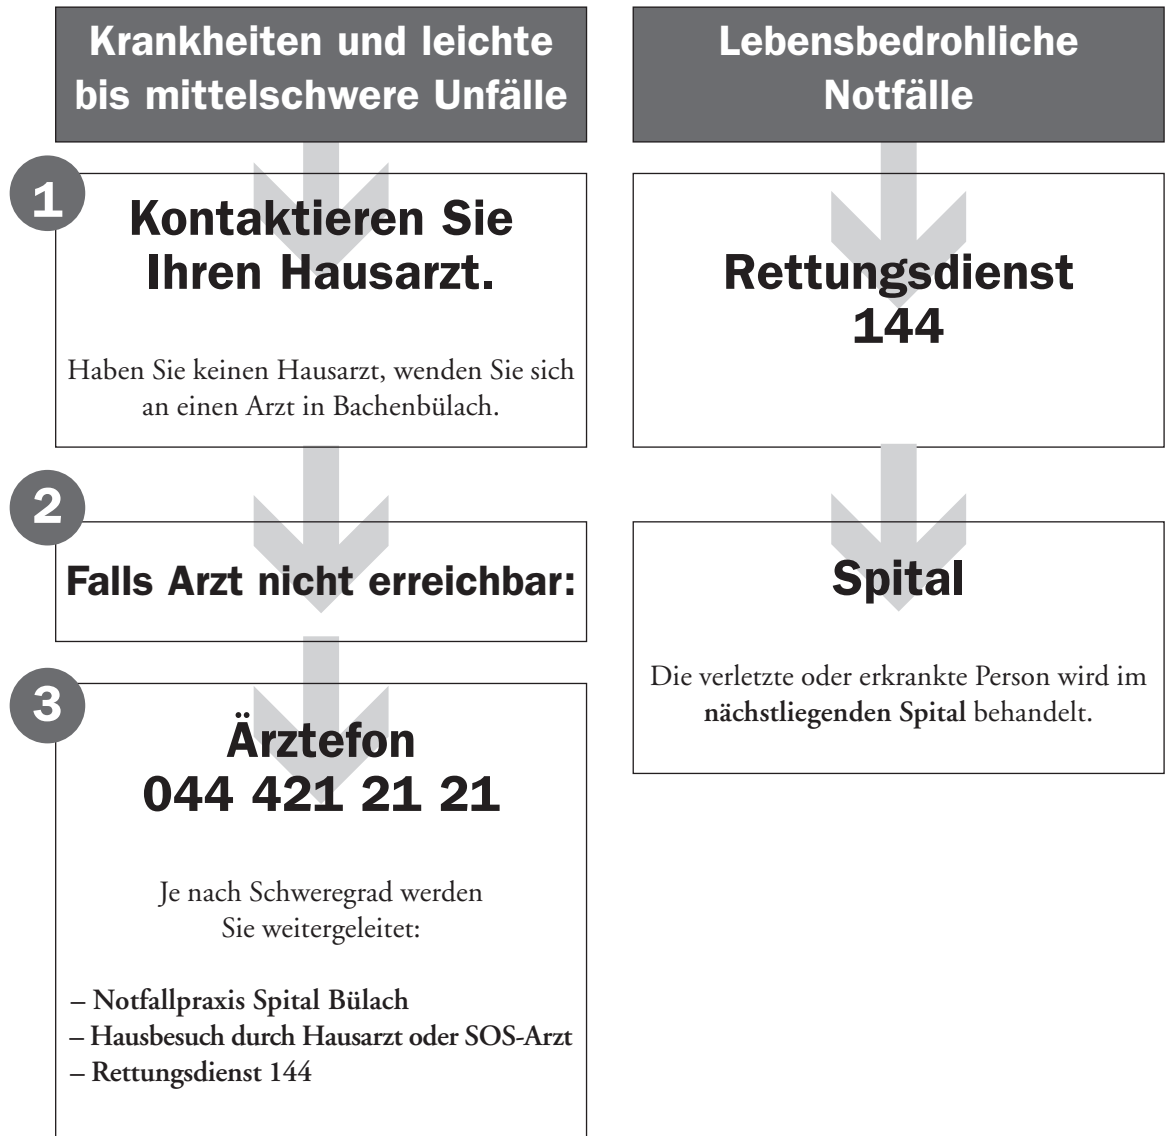 Krankheiten und leichte
bis mittelschwere Unfälle
1
Kontaktieren Sie
Ihren Hausarzt.
Haben Sie keinen Hausarzt, wenden Sie sich
an einen Arzt in Bachenbülach.
2
Falls Arzt nicht erreichbar:
3
Ärztefon
044 421 21 21
Je nach Schweregrad werden
Sie weitergeleitet:
– Notfallpraxis Spital Bülach
– Hausbesuch durch Hausarzt oder SOS-Arzt
– Rettungsdienst 144
Lebensbedrohliche
Notfälle
Rettungsdienst
144
Spital
Die verletzte oder erkrankte Person wird im
nächstliegenden Spital behandelt.